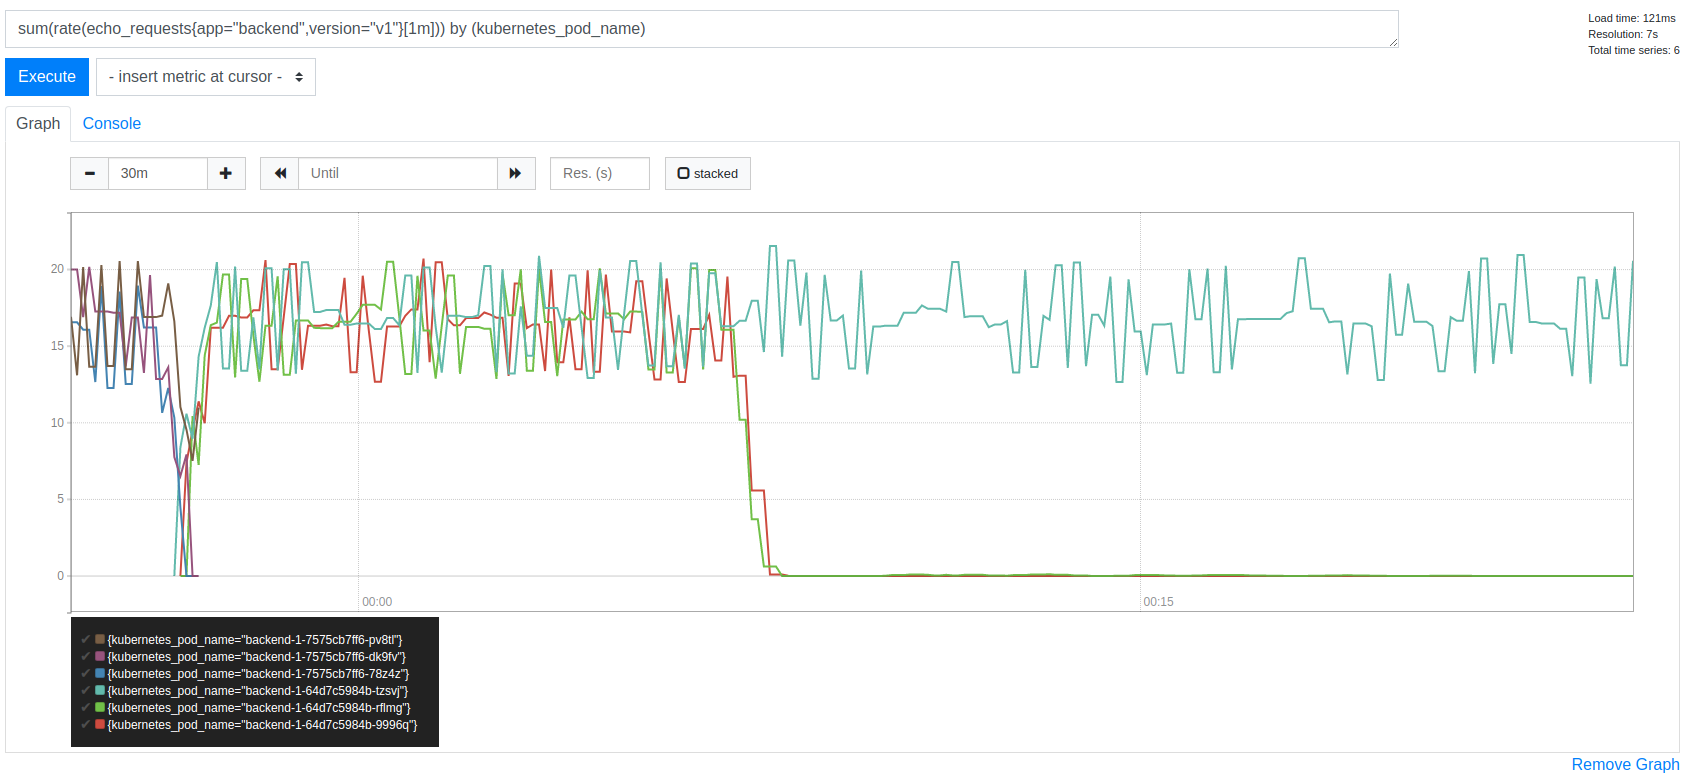 sum(rate(echo_requests{app="backend",version="v1"}[1m])) by (kubernetes_pod_name)
Load time: 121ms
Resolution: 7s
Total time series: 6
Execute
- insert metric at cursor -
Graph
Console
30m
Until
Res. (s)
stacked
20
15
10
5
0
00:00
00:15
{kubernetes_pod_name="backend-1-7575cb7ff6-pv8tl"}
{kubernetes_pod_name="backend-1-7575cb7ff6-dk9fv"}
{kubernetes_pod_name="backend-1-7575cb7ff6-78z4z"}
{kubernetes_pod_name="backend-1-64d7c5984b-tzsvj"}
{kubernetes_pod_name="backend-1-64d7c5984b-rflmg"}
{kubernetes_pod_name="backend-1-64d7c5984b-9996q"}
Remove Graph